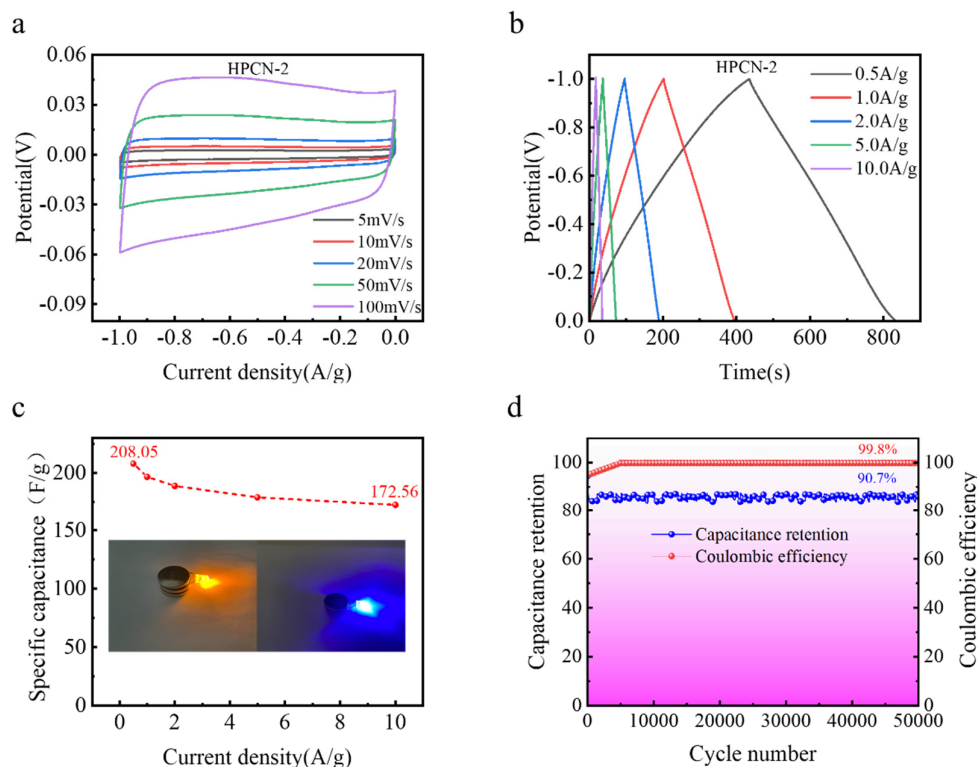 a
HPCN-2
Potential(V)
0.06
0.03
0.00
-0.03
-0.06
-0.09
5mV/s
10mV/s
20mV/s
50mV/s
100mV/s
-1.0 -0.8 -0.6 -0.4 -0.2 0.0
Current density(A/g)
b
HPCN-2
Potential(V)
-1.0
-0.8
-0.6
-0.4
-0.2
0.0
0.5A/g
1.0A/g
2.0A/g
5.0A/g
10.0A/g
0 200 400 600 800
Time(s)
c
Specific capacitance（F/g）
200
150
100
50
0
208.05
172.56
0 2 4 6 8 10
Current density(A/g)
d
Capacitance retention
100
80
60
40
20
0
99.8%
90.7%
Capacitance retention
Coulombic efficiency
100
80
60
40
20
0
Coulombic efficiency
0 10000 20000 30000 40000 50000
Cycle number